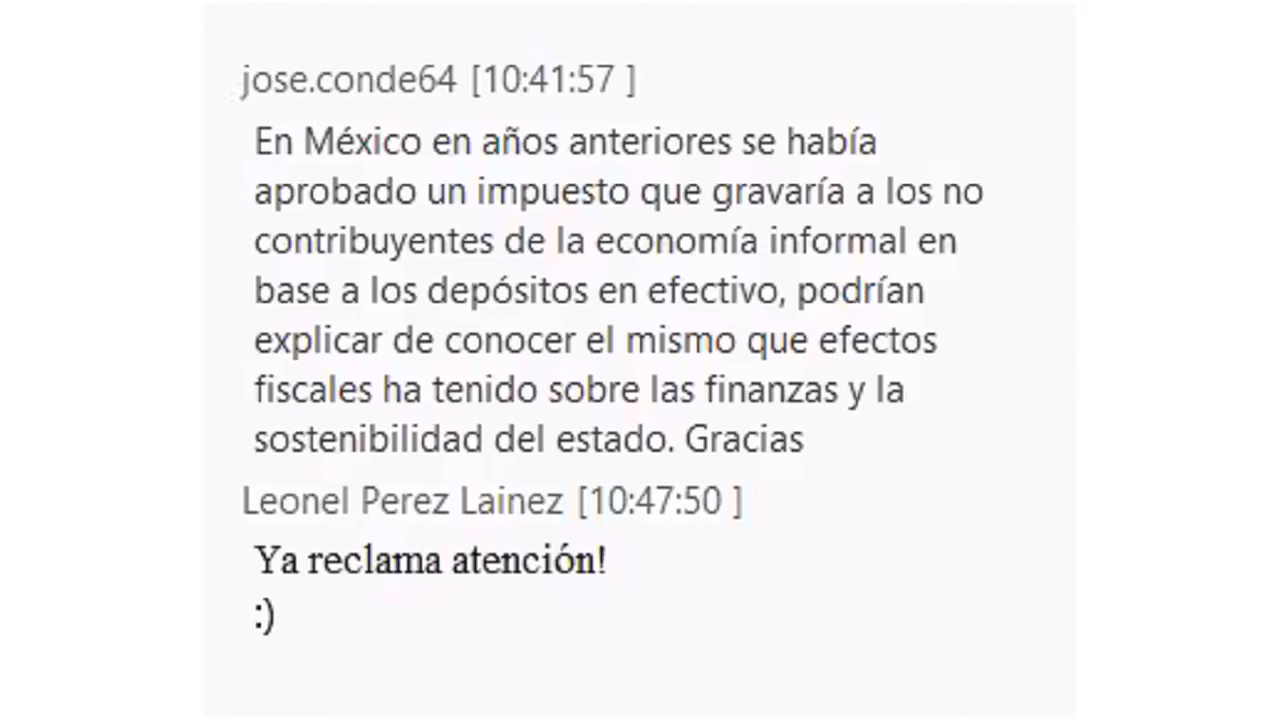 jose.conde64 [10:41:57 ]
En México en años anteriores se había
aprobado un impuesto que gravaría a los no
contribuyentes de la economía informal en
base a los depósitos en efectivo, podrían
explicar de conocer el mismo que efectos
fiscales ha tenido sobre las finanzas y la
sostenibilidad del estado. Gracias
Leonel Perez Lainez [10:47:50 ]
Ya reclama atención!
:)